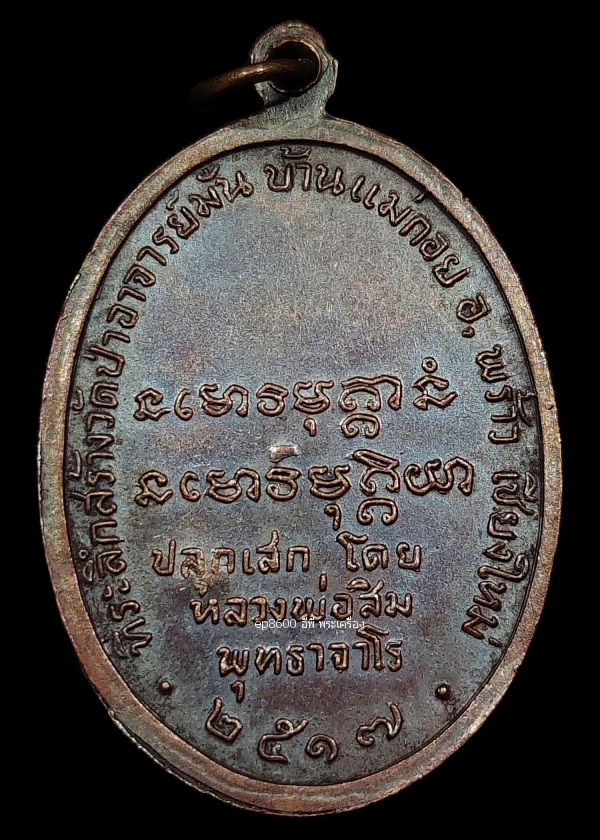 ที่ระลึกสร้างวัดป่าอาจารย์มั่น บ้านแม่กอย อ. พร้าว เชียงใหม่
ปลุกเสก โดย
หลวงพ่อสิม
ep8600 อีพี พระเครื่อง
พุทธาจาโร
๒๕๑๗